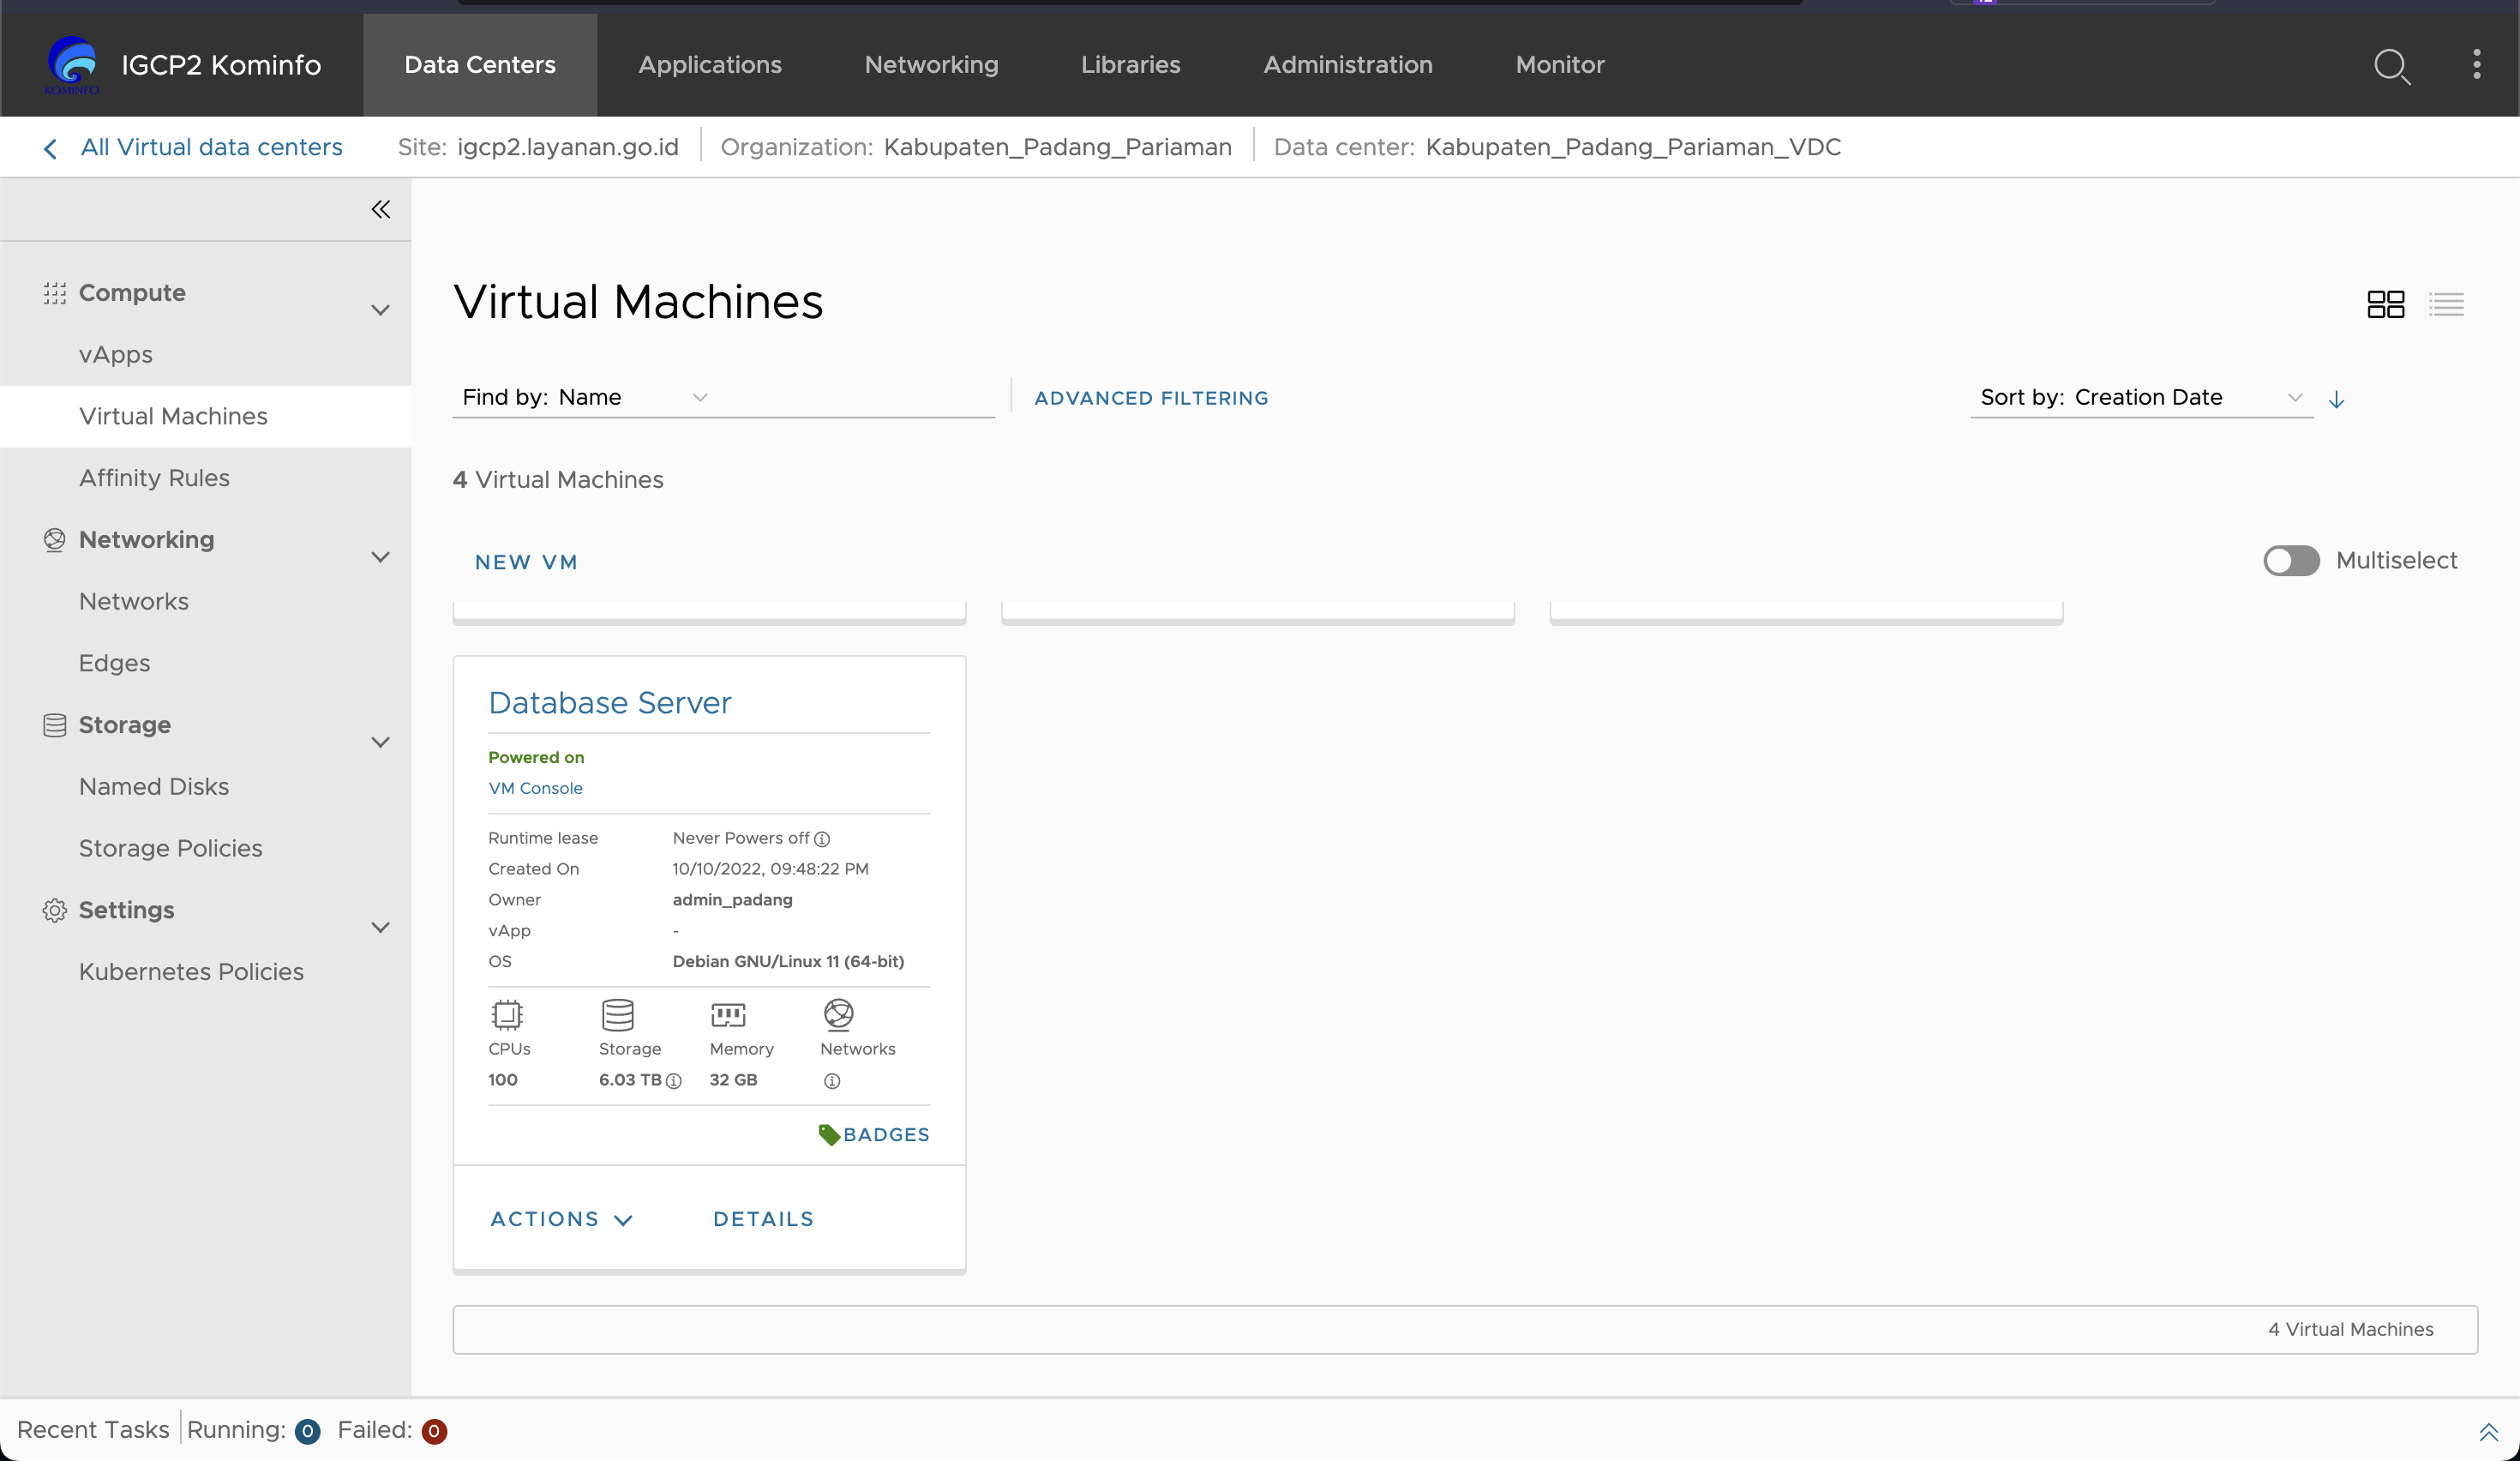 KOMINFO
IGCP2 Kominfo
Data Centers
Applications
Networking
Libraries
Administration
Monitor
All Virtual data centers
Site: igcp2.layanan.go.id
Organization: Kabupaten_Padang_Pariaman
Data center: Kabupaten_Padang_Pariaman_VDC
Compute
vApps
Virtual Machines
Affinity Rules
Networking
Networks
Edges
Storage
Named Disks
Storage Policies
Settings
Kubernetes Policies
Virtual Machines
Find by: Name
ADVANCED FILTERING
Sort by: Creation Date
4 Virtual Machines
NEW VM
Multiselect
Database Server
Powered on
VM Console
Runtime lease Never Powers off
Created On 10/10/2022, 09:48:22 PM
Owner admin_padang
vApp -
OS Debian GNU/Linux 11 (64-bit)
CPUs Storage Memory Networks
100 6.03 TB 32 GB
BADGES
ACTIONS DETAILS
4 Virtual Machines
Recent Tasks Running: 0 Failed: 0